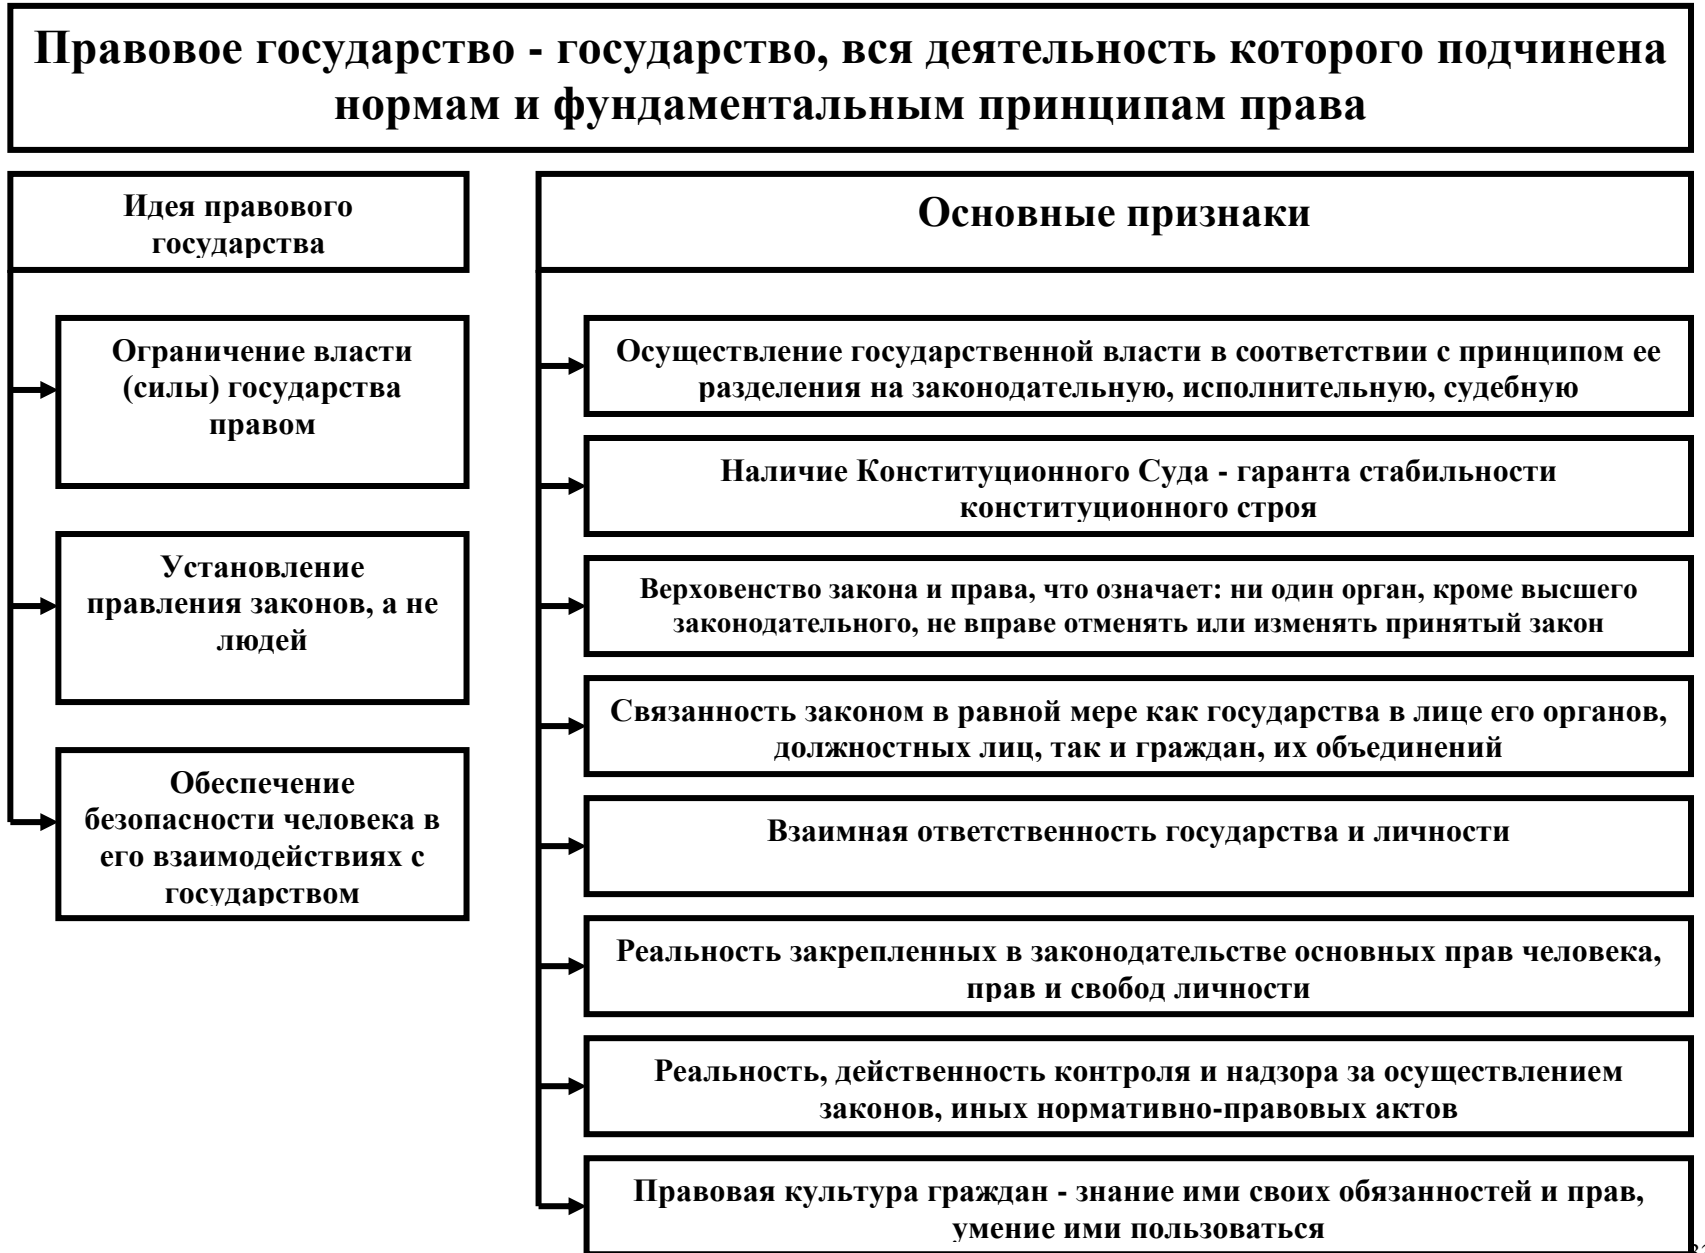 Правовое государство - государство, вся деятельность которого подчинена
нормам и фундаментальным принципам права
Идея правового
государства
Ограничение власти
(силы) государства
правом
Установление
правления законов, а не
людей
Обеспечение
безопасности человека в
его взаимодействиях с
государством
Основные признаки
Осуществление государственной власти в соответствии с принципом ее
разделения на законодательную, исполнительную, судебную
Наличие Конституционного Суда - гаранта стабильности
конституционного строя
Верховенство закона и права, что означает: ни один орган, кроме высшего
законодательного, не вправе отменять или изменять принятый закон
Связанность законом в равной мере как государства в лице его органов,
должностных лиц, так и граждан, их объединений
Взаимная ответственность государства и личности
Реальность закрепленных в законодательстве основных прав человека,
прав и свобод личности
Реальность, действенность контроля и надзора за осуществлением
законов, иных нормативно-правовых актов
Правовая культура граждан - знание ими своих обязанностей и прав,
умение ими пользоваться